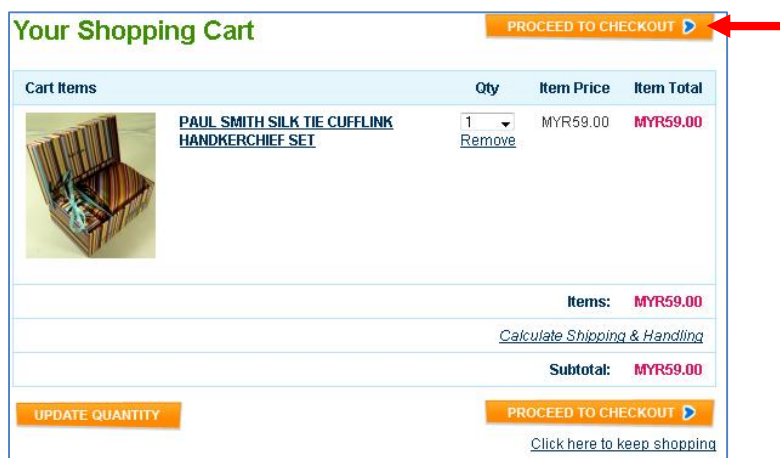 Your Shopping Cart
PROCEED TO CHECKOUT
Cart Items Qty Item Price Item Total
PAUL SMITH SILK TIE CUFFLINK 1 MYR59.00 MYR59.00
HANDKERCHIEF SET Remove
Items: MYR59.00
Calculate Shipping & Handling
Subtotal: MYR59.00
UPDATE QUANTITY PROCEED TO CHECKOUT
Click here to keep shopping